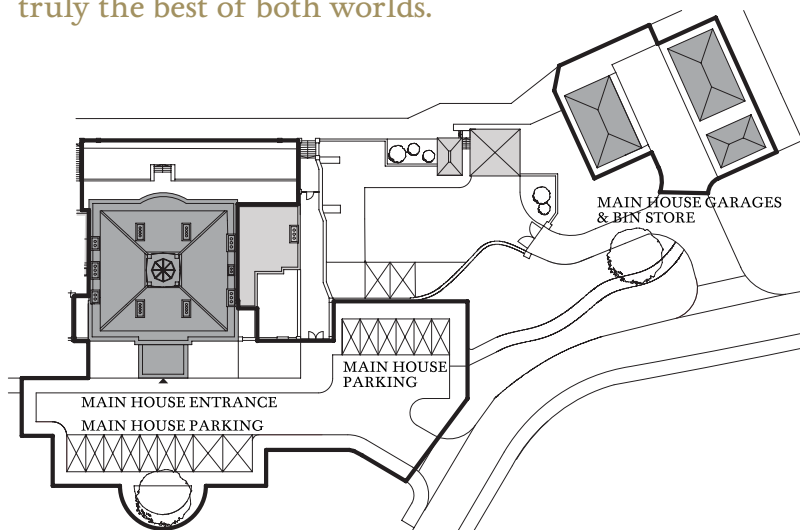 truly the best of both worlds.
MAIN HOUSE GARAGES
& BIN STORE
MAIN HOUSE
PARKING
MAIN HOUSE ENTRANCE
MAIN HOUSE PARKING